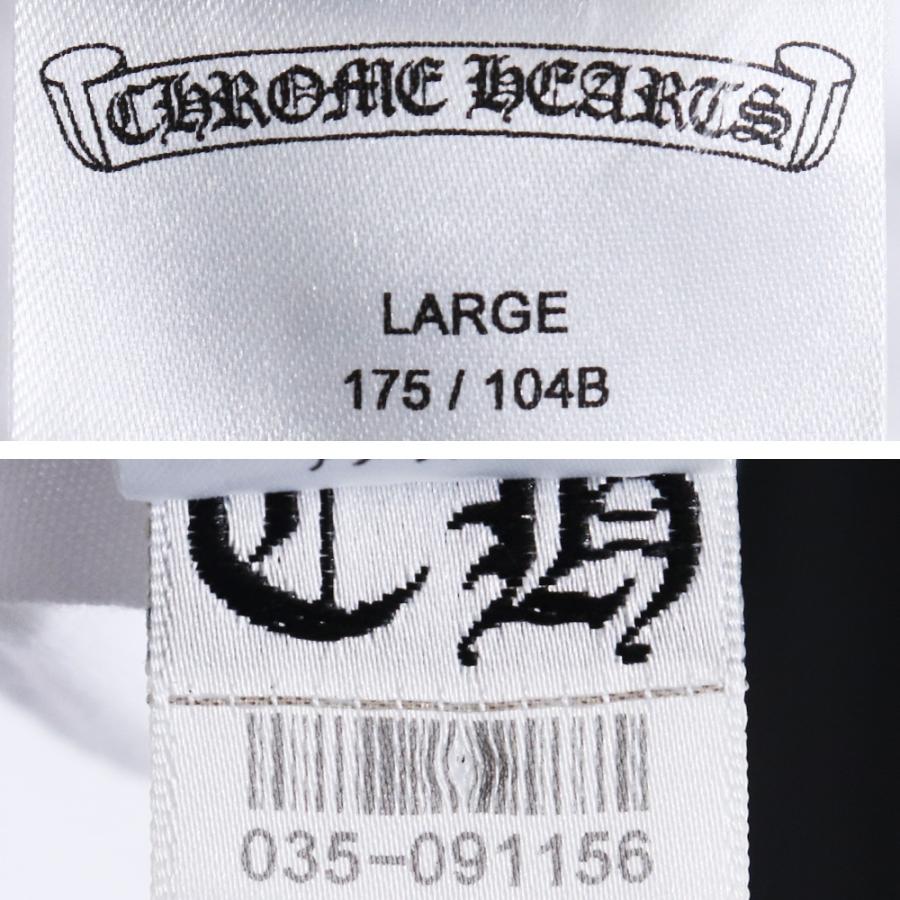 CHROME HEARTS
LARGE
175 / 104B
CH
035-091156